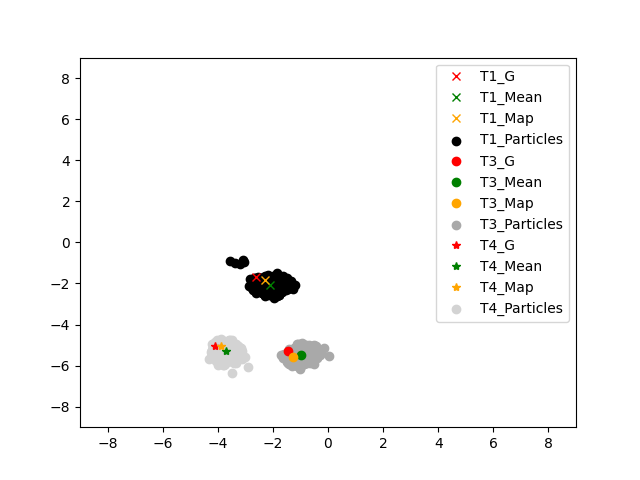 8
6
4
2
0
−2
−4
−6
−8
−8 −6 −4 −2 0 2 4 6 8
T1_G
T1_Mean
T1_Map
T1_Particles
T3_G
T3_Mean
T3_Map
T3_Particles
T4_G
T4_Mean
T4_Map
T4_Particles